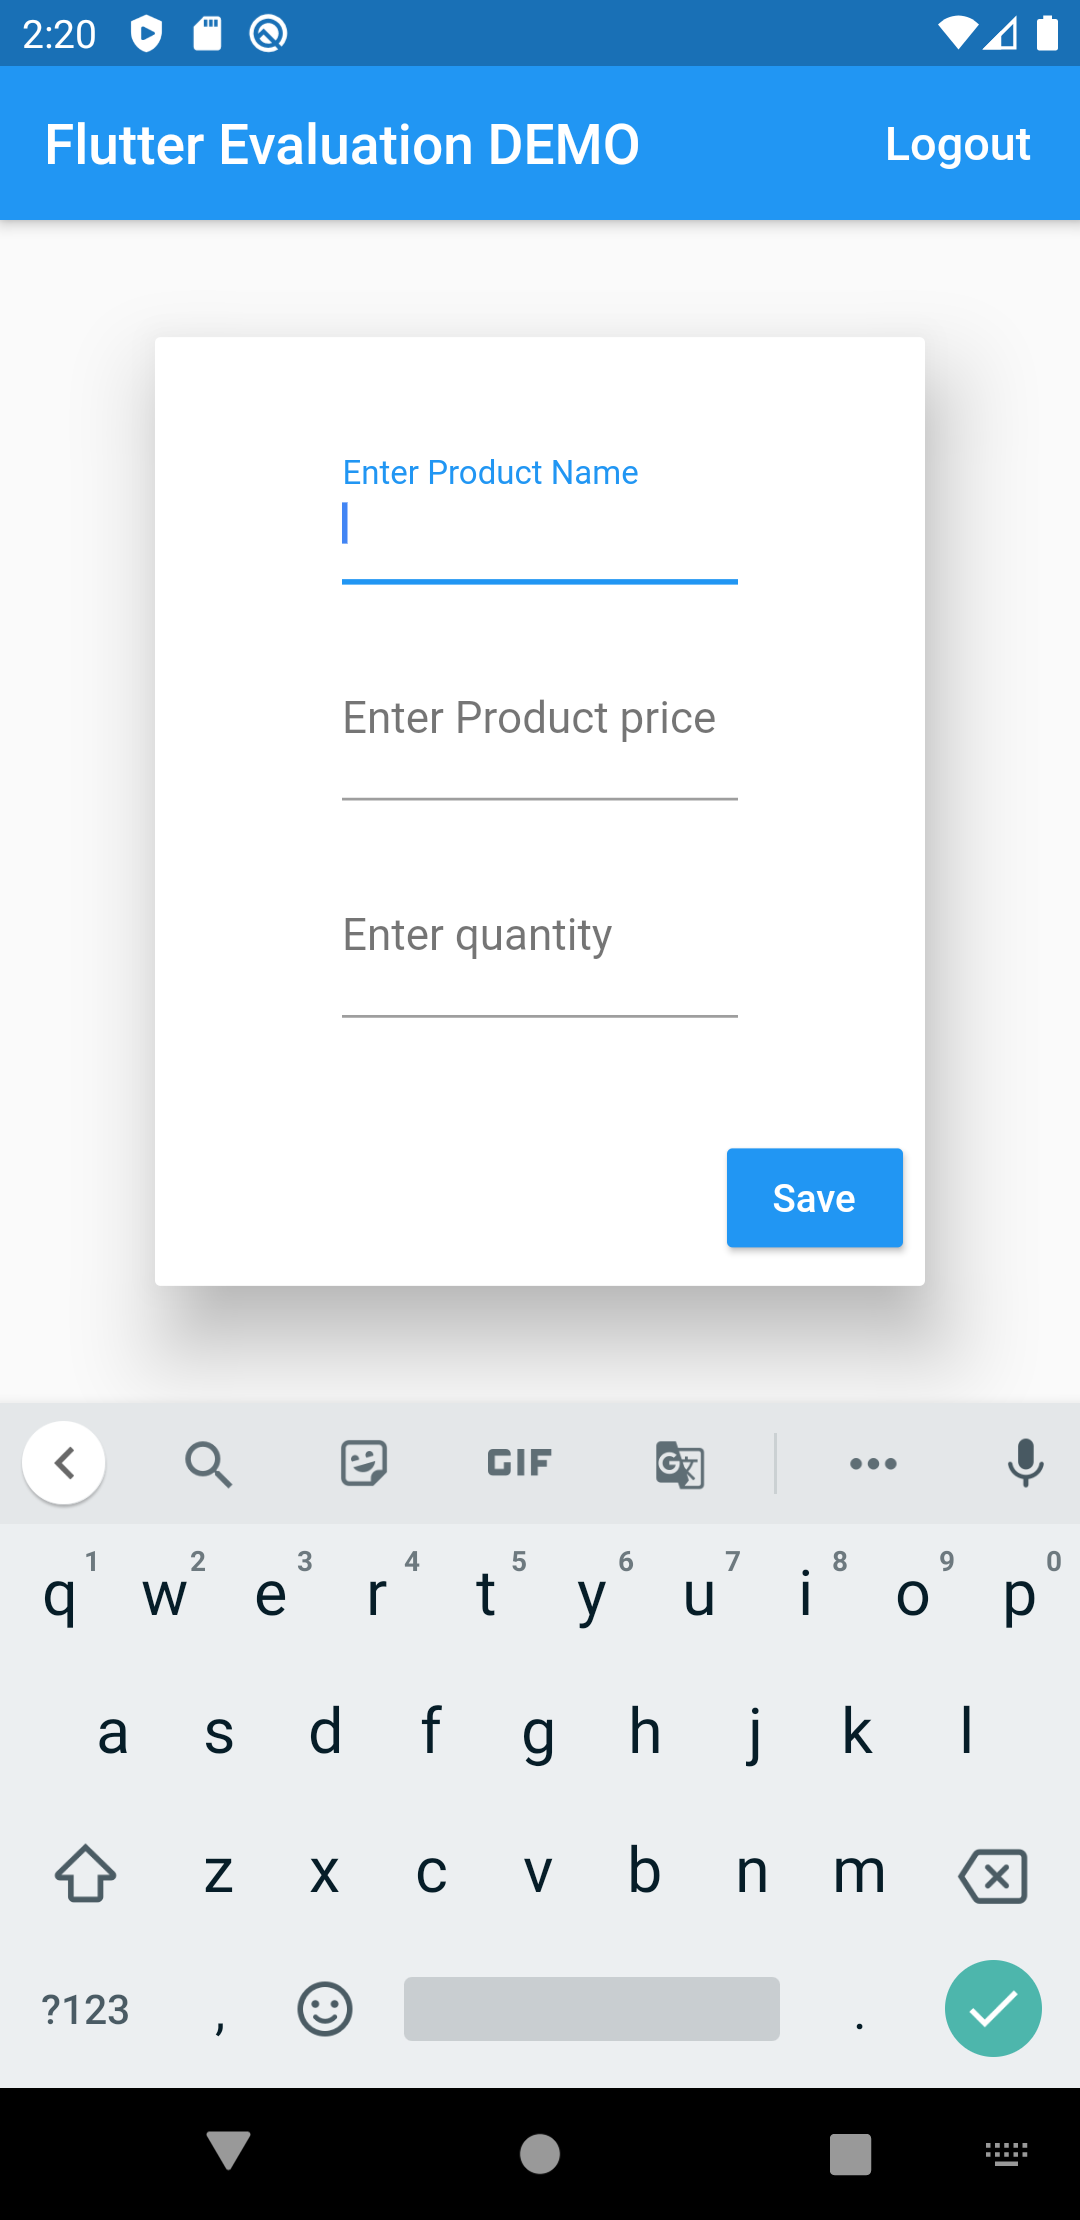 2:20
Flutter Evaluation DEMO Logout
Enter Product Name
Enter Product price
Enter quantity
Save
GIF
G
1 2 3 4 5 6 7 8 9 0
q w e r t y u i o p
a s d f g h j k l
z x c v b n m
?123 , .